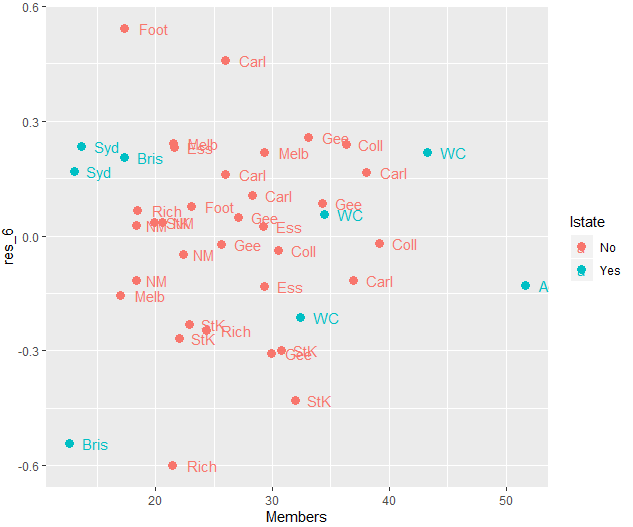 0.6
Foot
Carl
0.3
Gee
Melb
Coll
Syd
Ess
Melb
WC
Bris
Syd
Carl
Carl
Carl
Rich
Foot
Gee
Gee
WC
StK
NM
NM
Ess
0.0
Gee
Coll
Coll
NM
NM
Ess
Carl
A
Melb
StK
Rich
WC
StK
Gee
StK
-0.3
StK
Bris
Rich
-0.6
res_6
20
30
40
50
Members
Istate
No
Yes